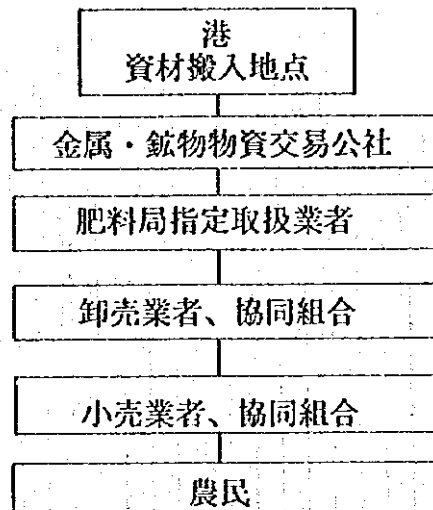 港
資材搬入地点
金属・鉱物物資交易公社
肥料局指定取扱業者
卸売業者、協同組合
小売業者、協同組合
農民